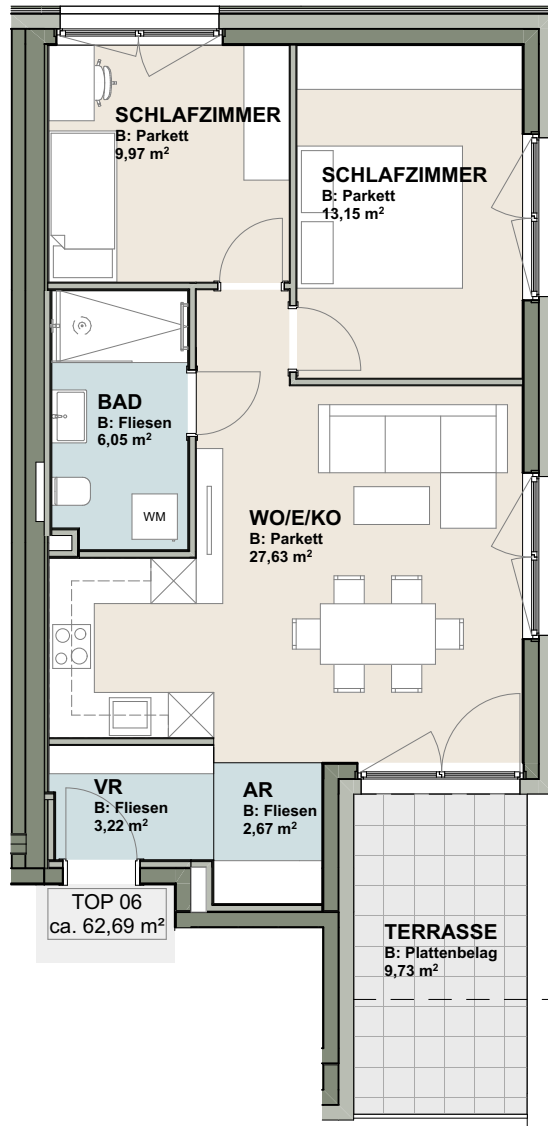 SCHLAFZIMMER
B: Parkett
9,97 m²
SCHLAFZIMMER
B: Parkett
13,15 m²
BAD
B: Fliesen
6,05 m²
WM
WO/E/KO
B: Parkett
27,63 m²
VR
B: Fliesen
3,22 m²
AR
B: Fliesen
2,67 m²
TOP 06
ca. 62,69 m²
TERRASSE
B: Plattenbelag
9,73 m²